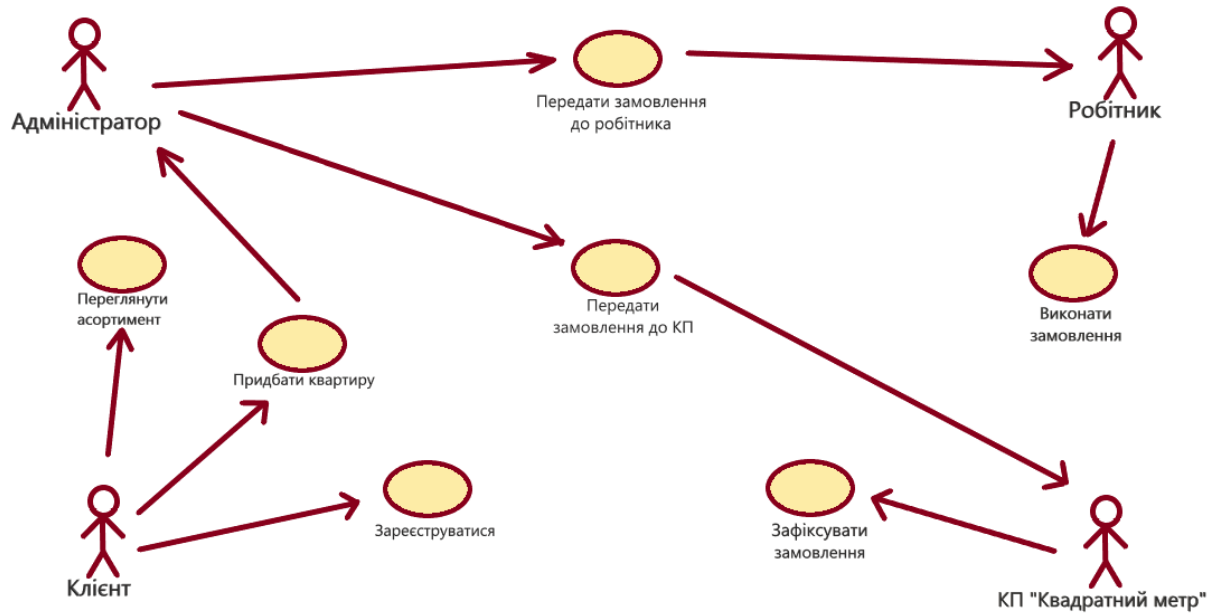 Передати замовлення
до робітника
Адміністратор
Робітник
Переглянути
асортимент
Передати
замовлення до КП
Виконати
замовлення
Придбати квартиру
Зареєструватися
Зафіксувати
замовлення
Клієнт
КП "Квадратний метр"